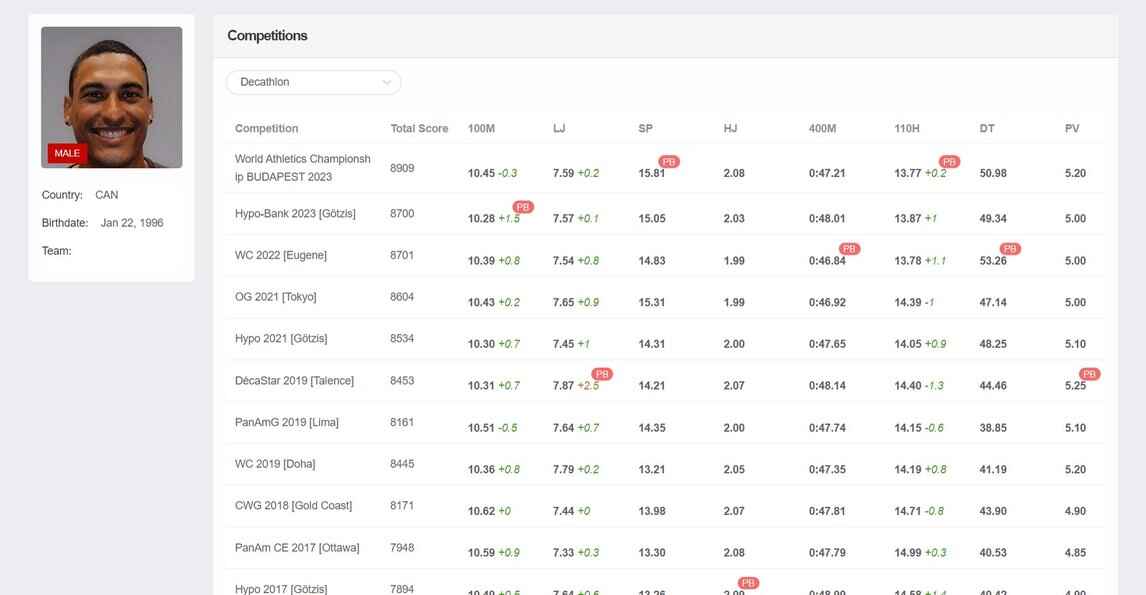 Competitions
MALE
Country: CAN
Birthdate: Jan 22, 1996
Team:
Decathlon
Competition Total Score 100M LJ SP HJ 400M 110H DT PV
World Athletics Championsh
ip BUDAPEST 2023 8909 10.45 -0.3 7.59 +0.2 15.81 PB 2.08 0:47.21 13.77 +0.2 PB 50.98 5.20
Hypo-Bank 2023 [Götzis] 8700 10.28 +1.5 PB 7.57 +0.1 15.05 2.03 0:48.01 13.87 +1 49.34 5.00
WC 2022 [Eugene] 8701 10.39 +0.8 7.54 +0.8 14.83 1.99 0:46.84 PB 13.78 +1.1 53.26 PB 5.00
OG 2021 [Tokyo] 8604 10.43 +0.2 7.65 +0.9 15.31 1.99 0:46.92 14.39 -1 47.14 5.00
Hypo 2021 [Götzis] 8534 10.30 +0.7 7.45 +1 14.31 2.00 0:47.65 14.05 +0.9 48.25 5.10
DécaStar 2019 [Talence] 8453 10.31 +0.7 7.87 +2.5 PB 14.21 2.07 0:48.14 14.40 -1.3 44.46 5.25 PB
PanAmG 2019 [Lima] 8161 10.51 -0.5 7.64 +0.7 14.35 2.00 0:47.74 14.15 -0.6 38.85 5.10
WC 2019 [Doha] 8445 10.36 +0.8 7.79 +0.2 13.21 2.05 0:47.35 14.19 +0.8 41.19 5.20
CWG 2018 [Gold Coast] 8171 10.62 +0 7.44 +0 13.98 2.07 0:47.81 14.71 -0.8 43.90 4.90
PanAm CE 2017 [Ottawa] 7948 10.59 +0.9 7.33 +0.3 13.30 2.08 0:47.79 14.99 +0.3 40.53 4.85
Hypo 2017 [Götzis] 7894 PB